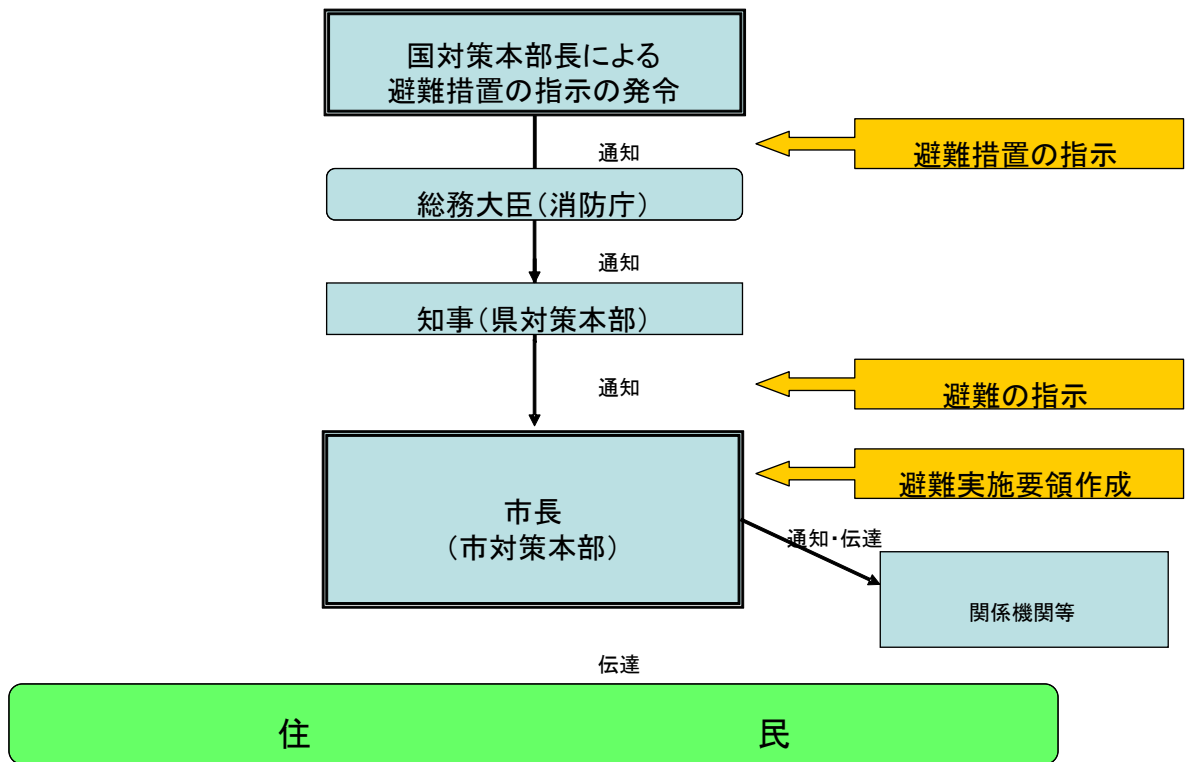 国対策本部長による
避難措置の指示の発令
通知
避難措置の指示
総務大臣（消防庁）
通知
知事（県対策本部）
通知
避難の指示
避難実施要領作成
市長
（市対策本部）
通知・伝達
関係機関等
伝達
住 民